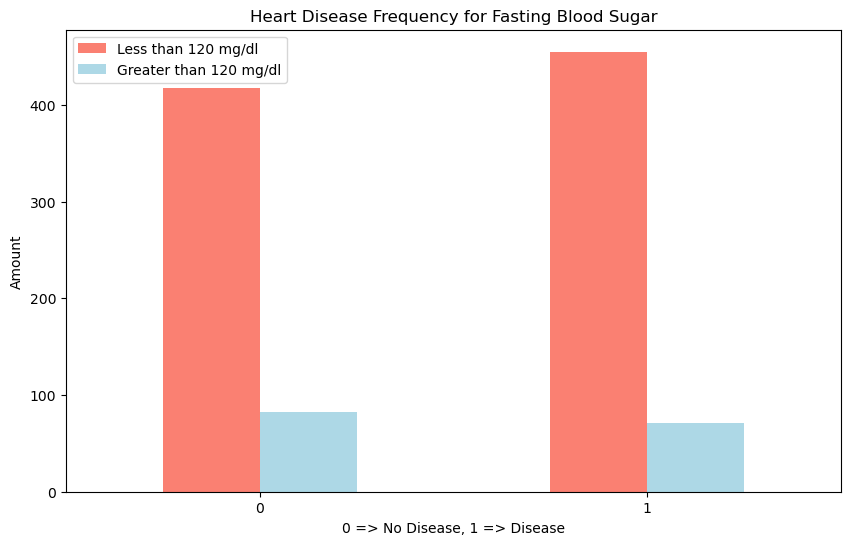 Heart Disease Frequency for Fasting Blood Sugar
Less than 120 mg/dl
Greater than 120 mg/dl
400
300
200
100
0
Amount
0
1
0 => No Disease, 1 => Disease